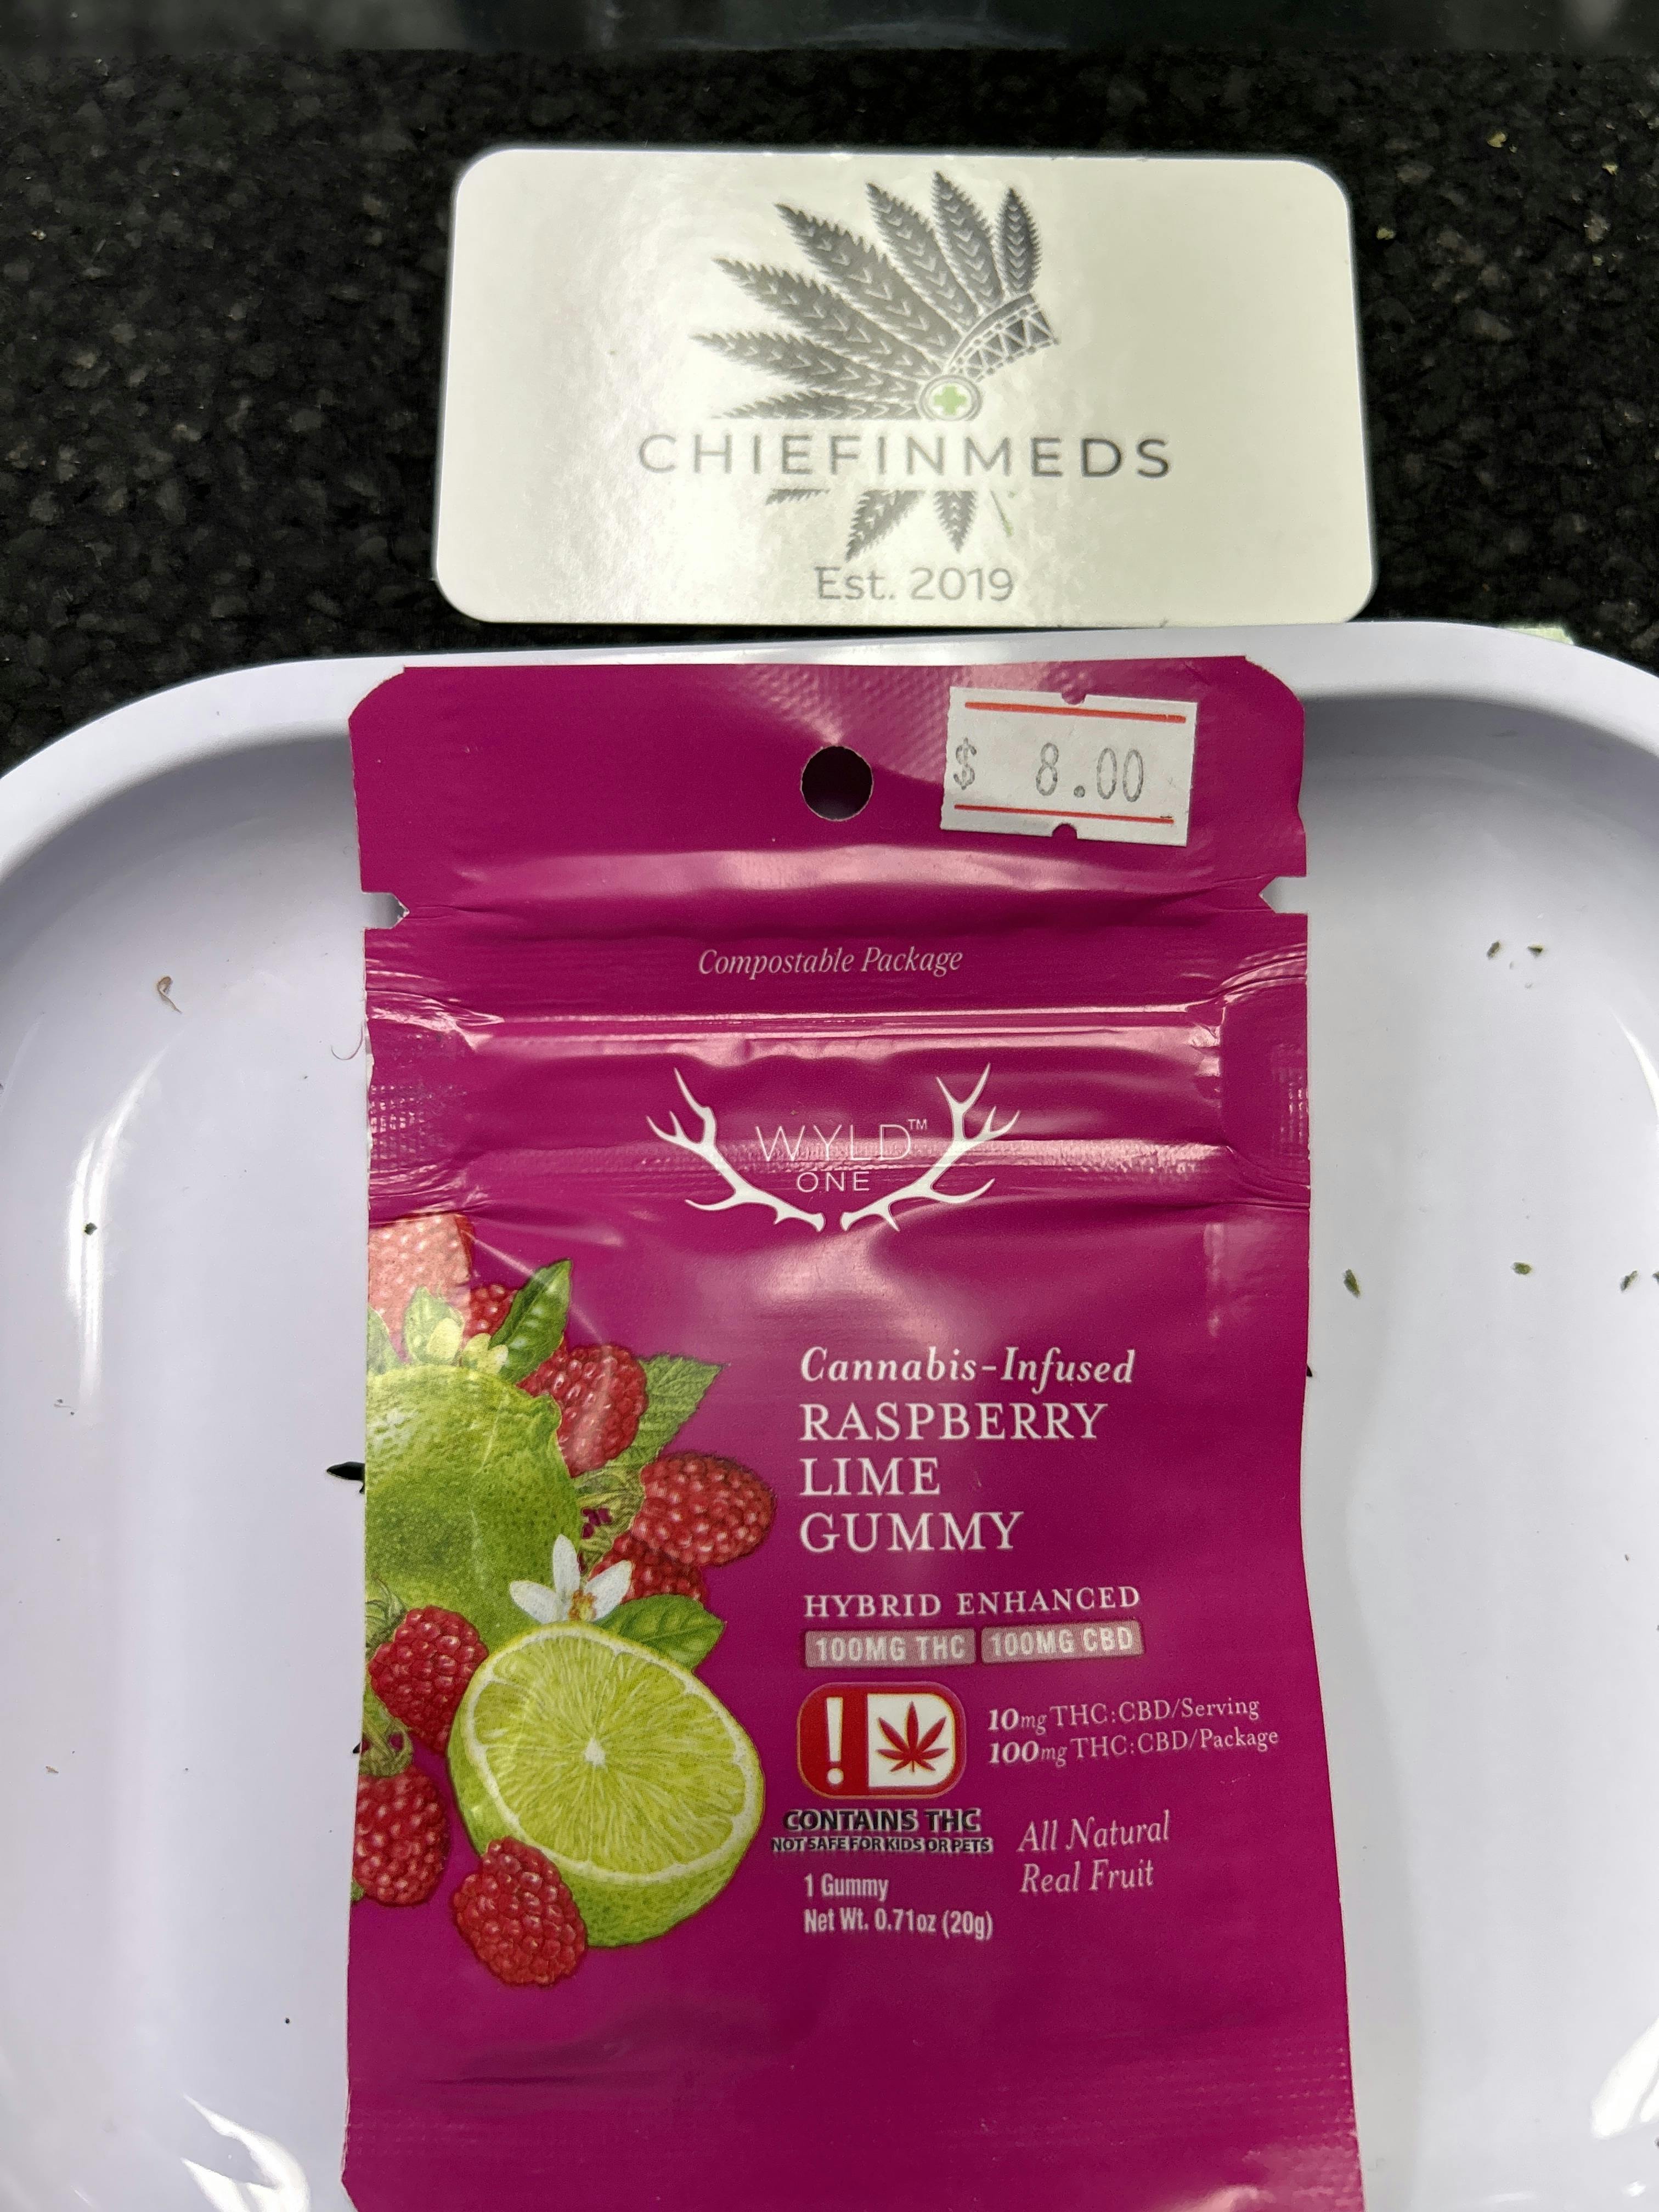 CHIEFINMEDS
Est. 2019
$ 8.00
Compostable Package
WYLD™
ONE
Cannabis-Infused
RASPBERRY
LIME
GUMMY
HYBRID ENHANCED
100MG THC 100MG CBD
10mg THC:CBD/Serving
100mg THC:CBD/Package
!
CONTAINS THC
NOT SAFE FOR KIDS OR PETS
All Natural
Real Fruit
1 Gummy
Net Wt. 0.71oz (20g)